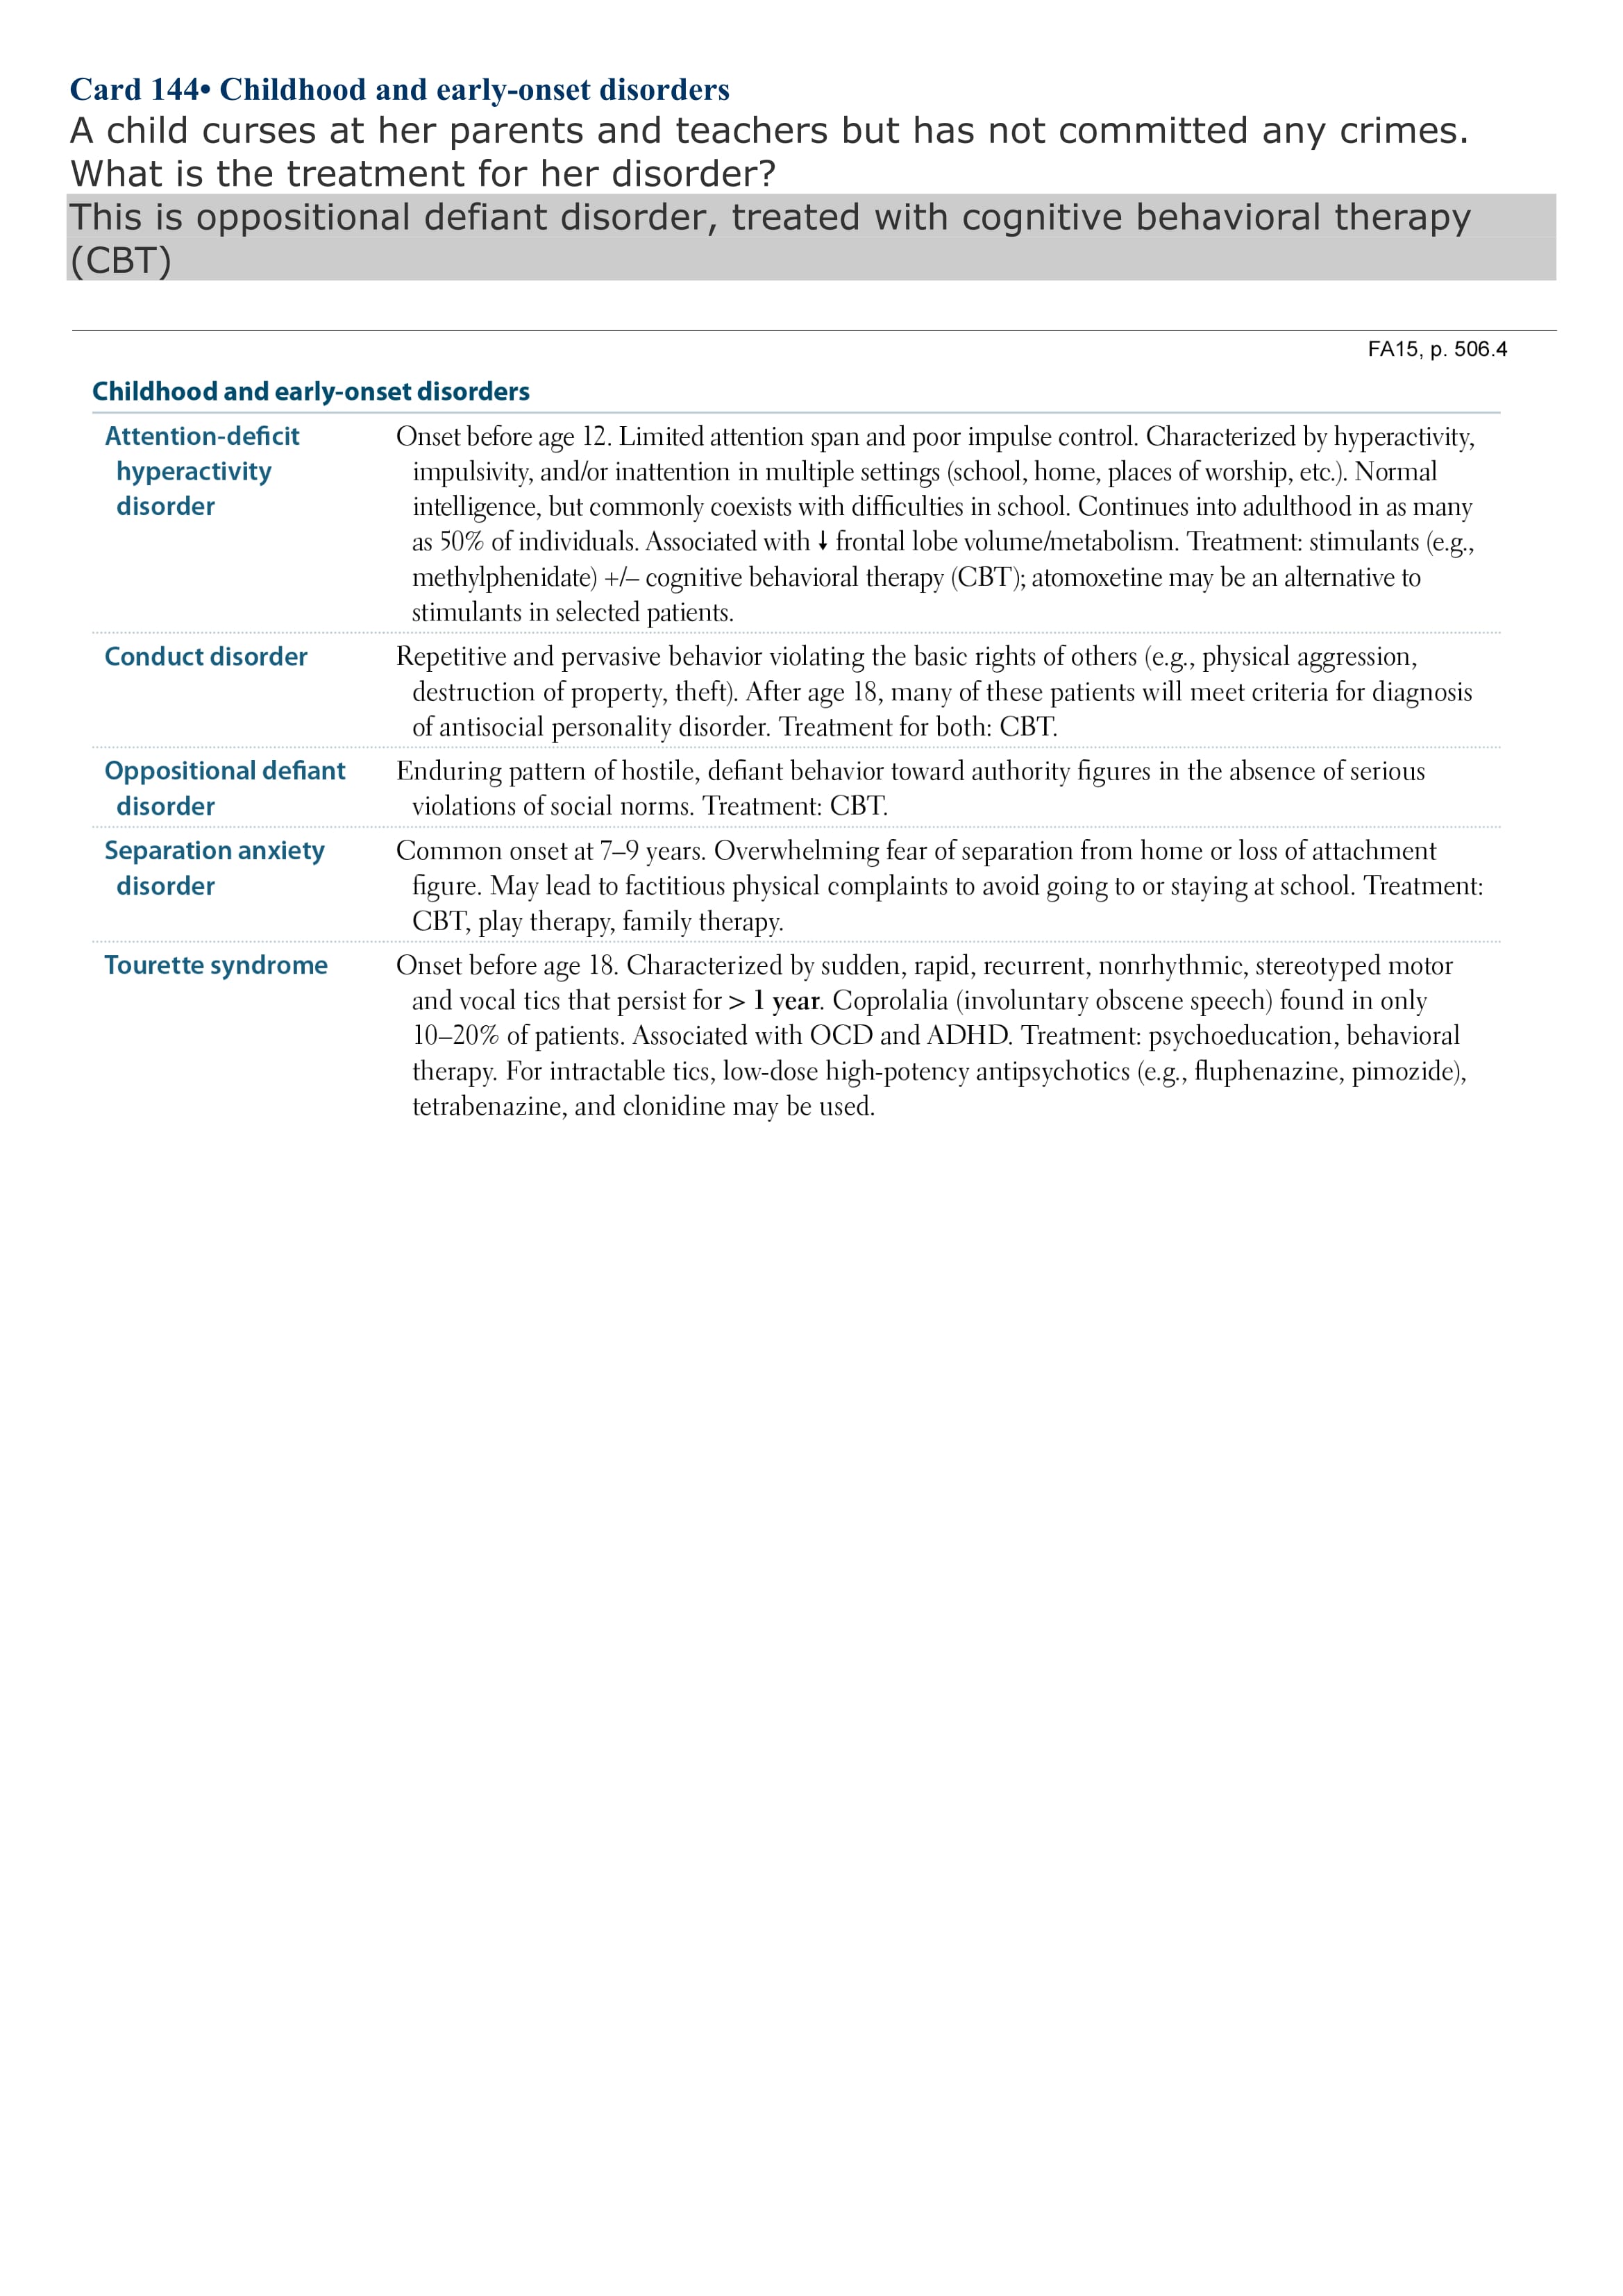 Card 144• Childhood and early-onset disorders
A child curses at her parents and teachers but has not committed any crimes.
What is the treatment for her disorder?
This is oppositional defiant disorder, treated with cognitive behavioral therapy
(CBT)
FA15, p. 506.4
Childhood and early-onset disorders
Attention-deficit
hyperactivity
disorder
Onset before age 12. Limited attention span and poor impulse control. Characterized by hyperactivity,
impulsivity, and/or inattention in multiple settings (school, home, places of worship, etc.). Normal
intelligence, but commonly coexists with difficulties in school. Continues into adulthood in as many
as 50% of individuals. Associated with ↓ frontal lobe volume/metabolism. Treatment: stimulants (e.g.,
methylphenidate) +/– cognitive behavioral therapy (CBT); atomoxetine may be an alternative to
stimulants in selected patients.
Conduct disorder
Repetitive and pervasive behavior violating the basic rights of others (e.g., physical aggression,
destruction of property, theft). After age 18, many of these patients will meet criteria for diagnosis
of antisocial personality disorder. Treatment for both: CBT.
Oppositional defiant
disorder
Enduring pattern of hostile, defiant behavior toward authority figures in the absence of serious
violations of social norms. Treatment: CBT.
Separation anxiety
disorder
Common onset at 7–9 years. Overwhelming fear of separation from home or loss of attachment
figure. May lead to factitious physical complaints to avoid going to or staying at school. Treatment:
CBT, play therapy, family therapy.
Tourette syndrome
Onset before age 18. Characterized by sudden, rapid, recurrent, nonrhythmic, stereotyped motor
and vocal tics that persist for > 1 year. Coprolalia (involuntary obscene speech) found in only
10–20% of patients. Associated with OCD and ADHD. Treatment: psychoeducation, behavioral
therapy. For intractable tics, low-dose high-potency antipsychotics (e.g., fluphenazine, pimozide),
tetrabenazine, and clonidine may be used.